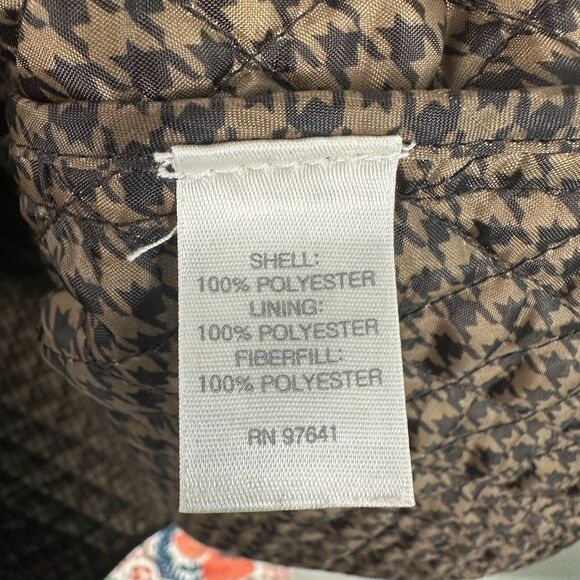 SHELL:
100% POLYESTER
LINING:
100% POLYESTER
FIBERFILL:
100% POLYESTER
RN 97641